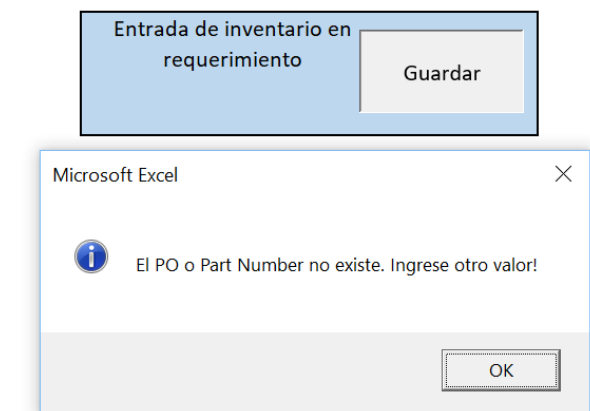 Entrada de inventario en
requerimiento
Guardar
Microsoft Excel
El PO o Part Number no existe. Ingrese otro valor!
OK